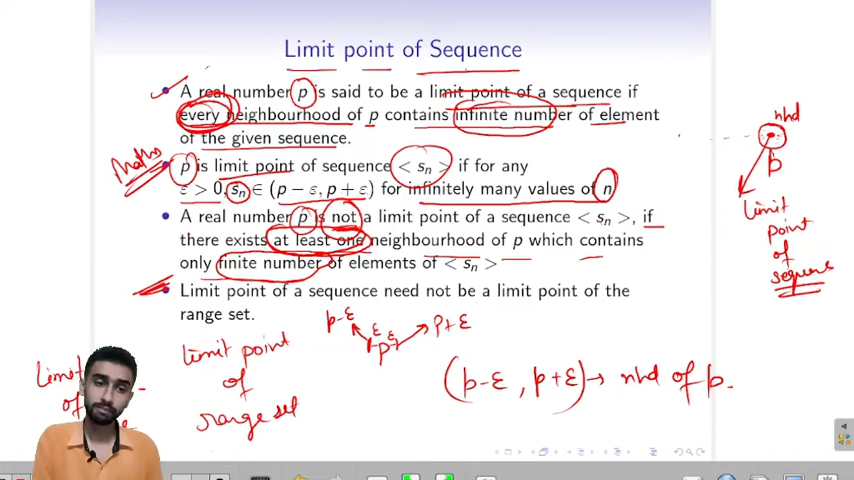 Limit point of Sequence
A real number p is said to be a limit point of a sequence if
every neighbourhood of p contains infinite number of element
of the given sequence.
p is limit point of sequence < sn > if for any
ε > 0, sn ∈ (p − ε, p + ε) for infinitely many values of n
A real number p is not a limit point of a sequence < sn >, if
there exists at least one neighbourhood of p which contains
only finite number of elements of < sn >
Limit point of a sequence need not be a limit point of the
range set.
Maths
nhd
p
limit
point
of
sequence
p-ε
ε
ε
p
p+ε
limit
of
limit point
of
range set
(p-ε , p+ε) → nhd of p.